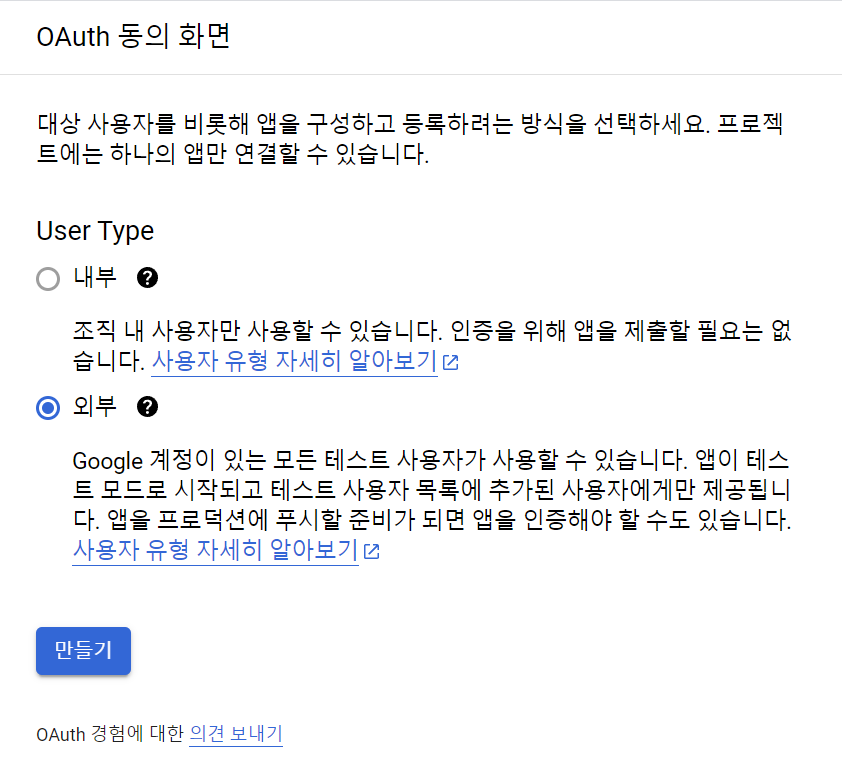 OAuth 동의 화면
대상 사용자를 비롯해 앱을 구성하고 등록하려는 방식을 선택하세요. 프로젝
트에는 하나의 앱만 연결할 수 있습니다.
User Type
내부 ?
조직 내 사용자만 사용할 수 있습니다. 인증을 위해 앱을 제출할 필요는 없
습니다. 사용자 유형 자세히 알아보기
외부 ?
Google 계정이 있는 모든 테스트 사용자가 사용할 수 있습니다. 앱이 테스
트 모드로 시작되고 테스트 사용자 목록에 추가된 사용자에게만 제공됩니
다. 앱을 프로덕션에 푸시할 준비가 되면 앱을 인증해야 할 수도 있습니다.
사용자 유형 자세히 알아보기
만들기
OAuth 경험에 대한 의견 보내기